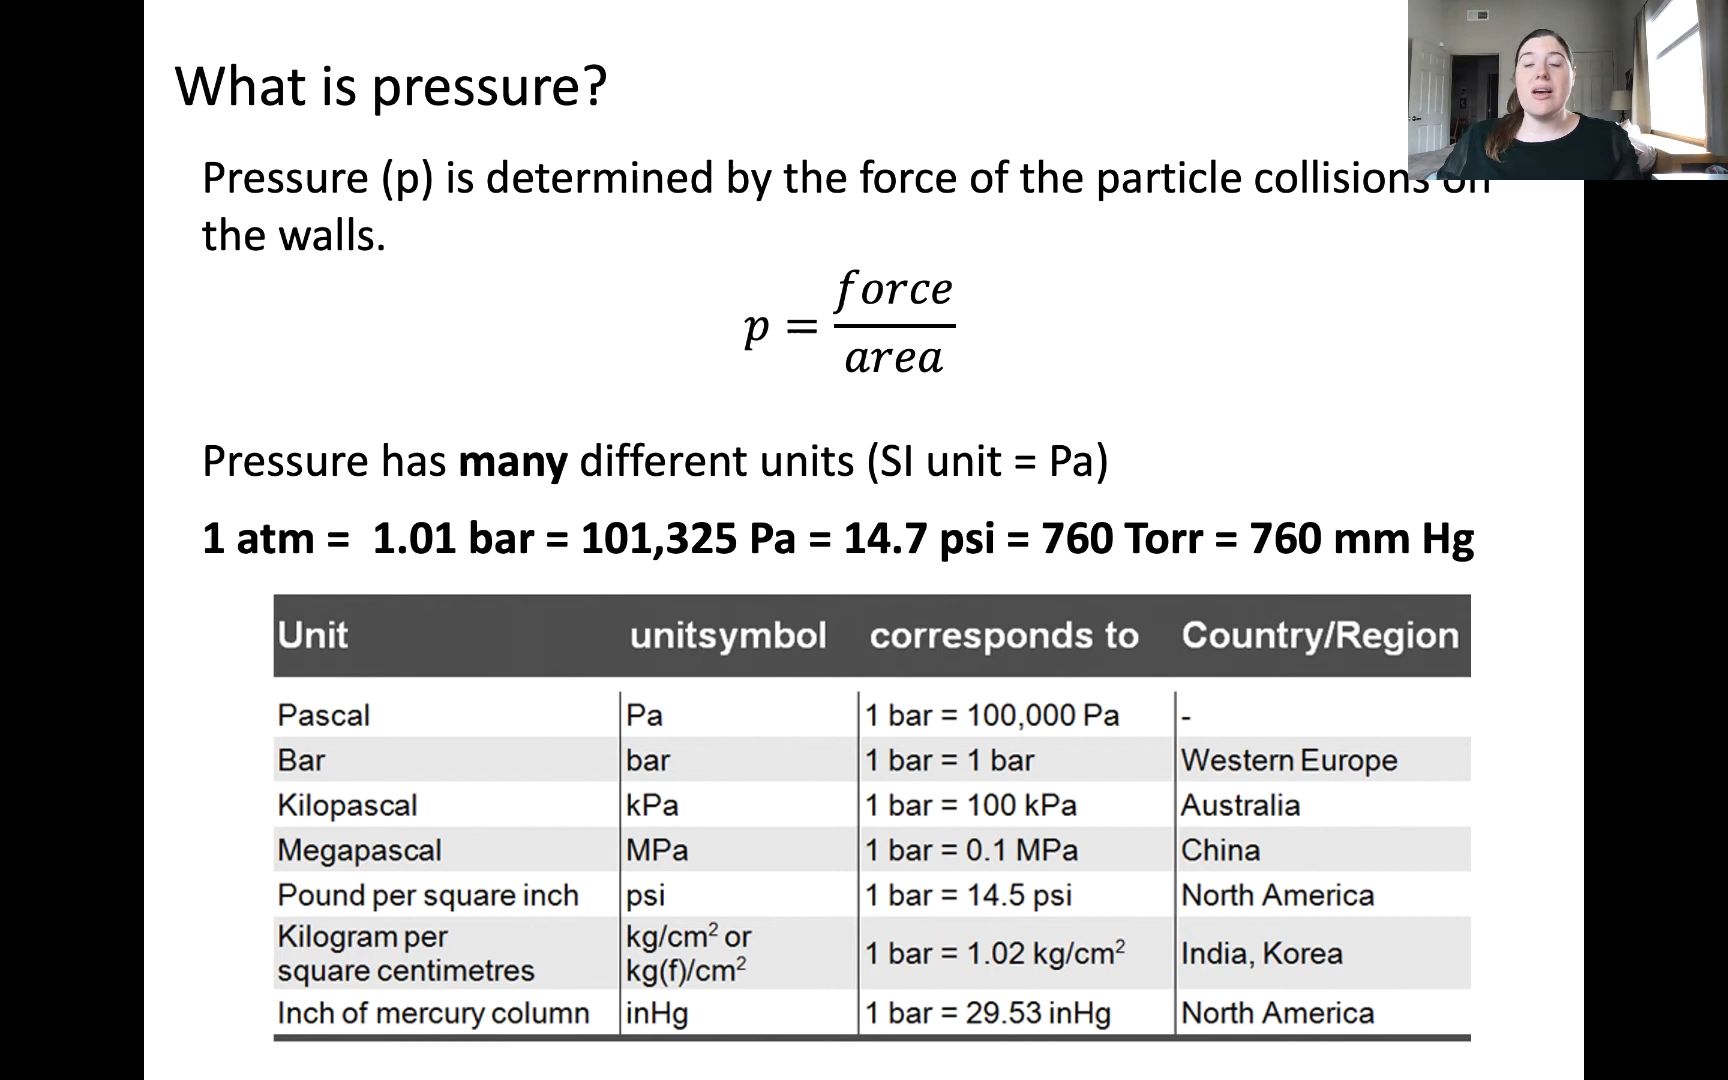 What is pressure?
Pressure (p) is determined by the force of the particle collisions on
the walls.
p = force
area
Pressure has many different units (SI unit = Pa)
1 atm = 1.01 bar = 101,325 Pa = 14.7 psi = 760 Torr = 760 mm Hg
Unit unitsymbol corresponds to Country/Region
Pascal Pa 1 bar = 100,000 Pa -
Bar bar 1 bar = 1 bar Western Europe
Kilopascal kPa 1 bar = 100 kPa Australia
Megapascal MPa 1 bar = 0.1 MPa China
Pound per square inch psi 1 bar = 14.5 psi North America
Kilogram per
square centimetres kg/cm² or
kg(f)/cm² 1 bar = 1.02 kg/cm² India, Korea
Inch of mercury column inHg 1 bar = 29.53 inHg North America